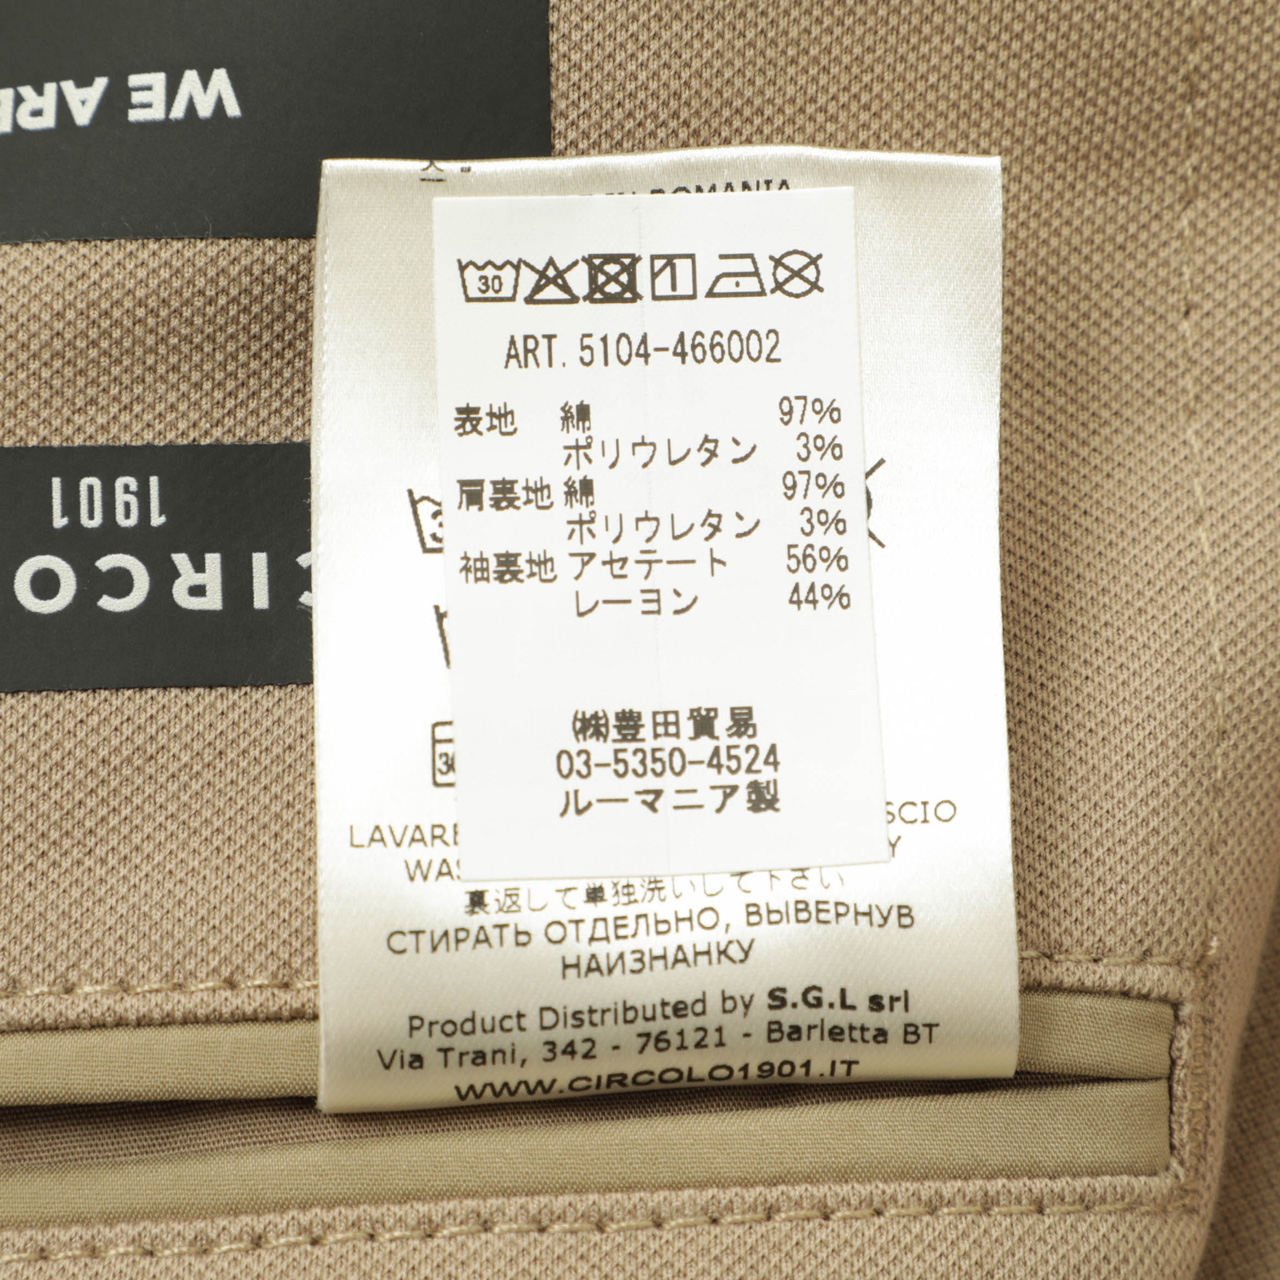 WE ARE
1901
CIRCO
ROMANIA
30
ART. 5104-466002
表地 綿 97%
ポリウレタン 3%
肩裏地 綿 97%
ポリウレタン 3%
袖裏地 アセテート 56%
レーヨン 44%
㈱豊田貿易
03-5350-4524
ルーマニア製
裏返して単独洗いして下さい
СТИРАТЬ ОТДЕЛЬНО, ВЫВЕРНУВ
НАИЗНАНКУ
Product Distributed by S.G.L srl
Via Trani, 342 - 76121 - Barletta BT
WWW.CIRCOLO1901.IT